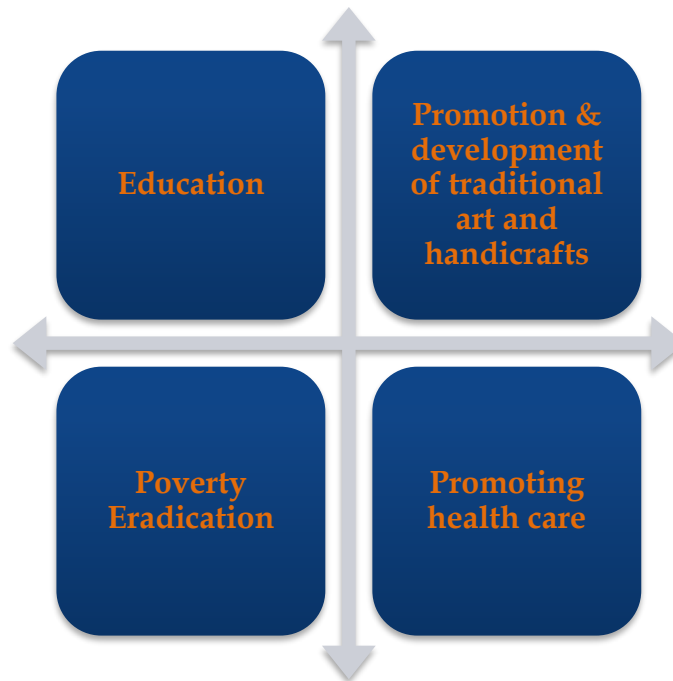 Education
Promotion &
development
of traditional
art and
handicrafts
Poverty
Eradication
Promoting
health care